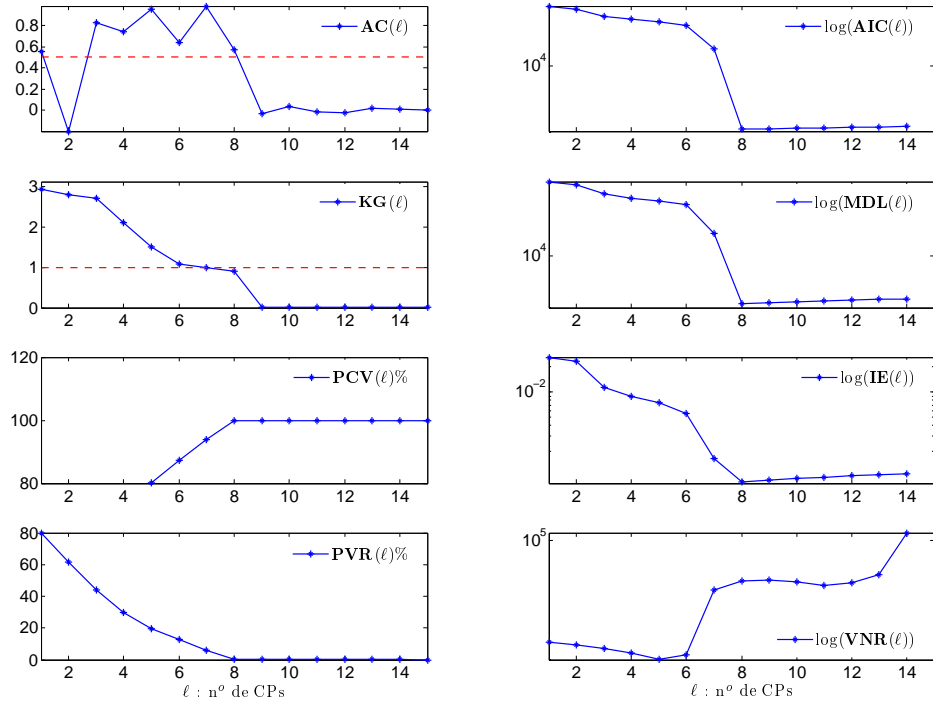 AC(ℓ)
0.8
0.6
0.4
0.2
0
2 4 6 8 10 12 14
log(AIC(ℓ))
10^4
2 4 6 8 10 12 14
KG(ℓ)
3
2
1
0
2 4 6 8 10 12 14
log(MDL(ℓ))
10^4
2 4 6 8 10 12 14
PCV(ℓ)%
120
100
80
2 4 6 8 10 12 14
log(IE(ℓ))
10^-2
2 4 6 8 10 12 14
PVR(ℓ)%
80
60
40
20
0
2 4 6 8 10 12 14
ℓ : n^o de CPs
10^5
log(VNR(ℓ))
2 4 6 8 10 12 14
ℓ : n^o de CPs